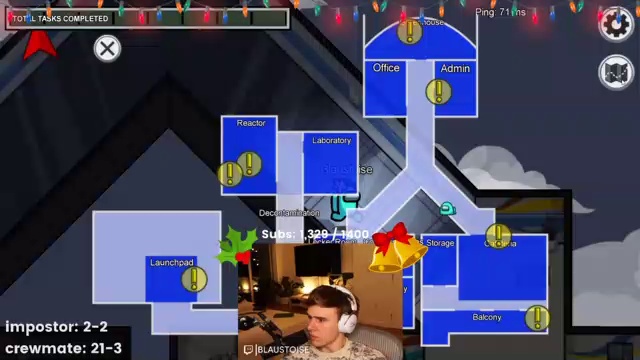 TOTAL TASKS COMPLETED
Ping: 71 ms
Office
Admin
Reactor
Laboratory
Blaustoise
Decontamination
Subs: 1,329 / 1400
Storage
Launchpad
Balcony
impostor: 2-2
crewmate: 21-3
BLAUSTOISE